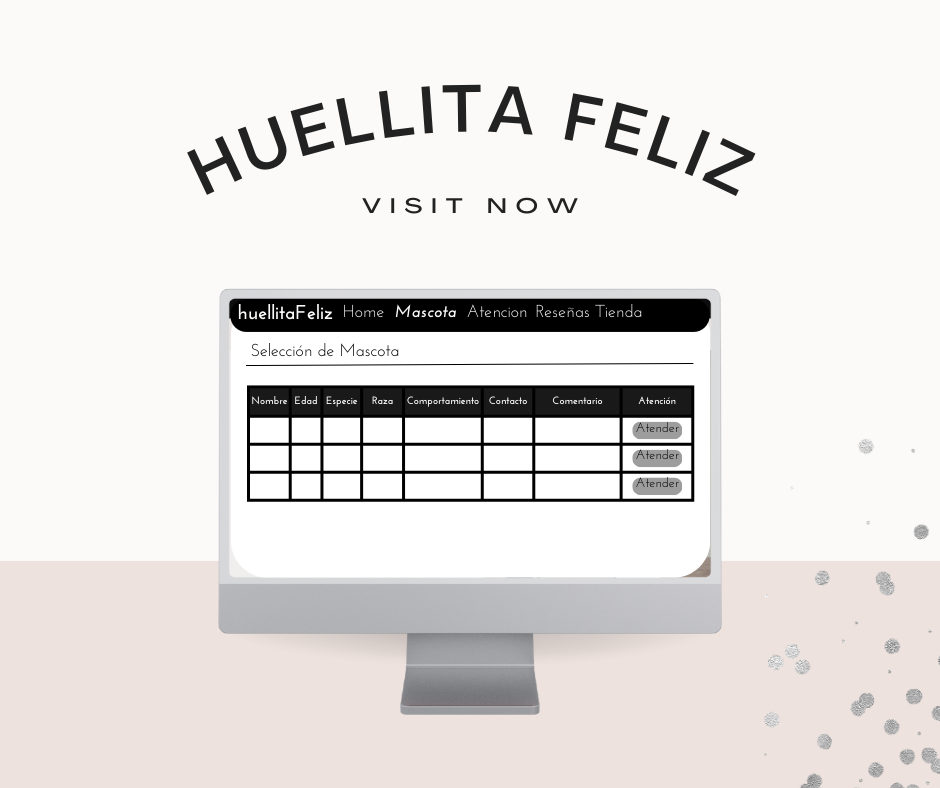 HUELLITA FELIZ
VISIT NOW
huellitaFeliz Home Mascota Atencion Reseñas Tienda
Selección de Mascota
Nombre Edad Especie Raza Comportamiento Contacto Comentario Atención
Atender
Atender
Atender